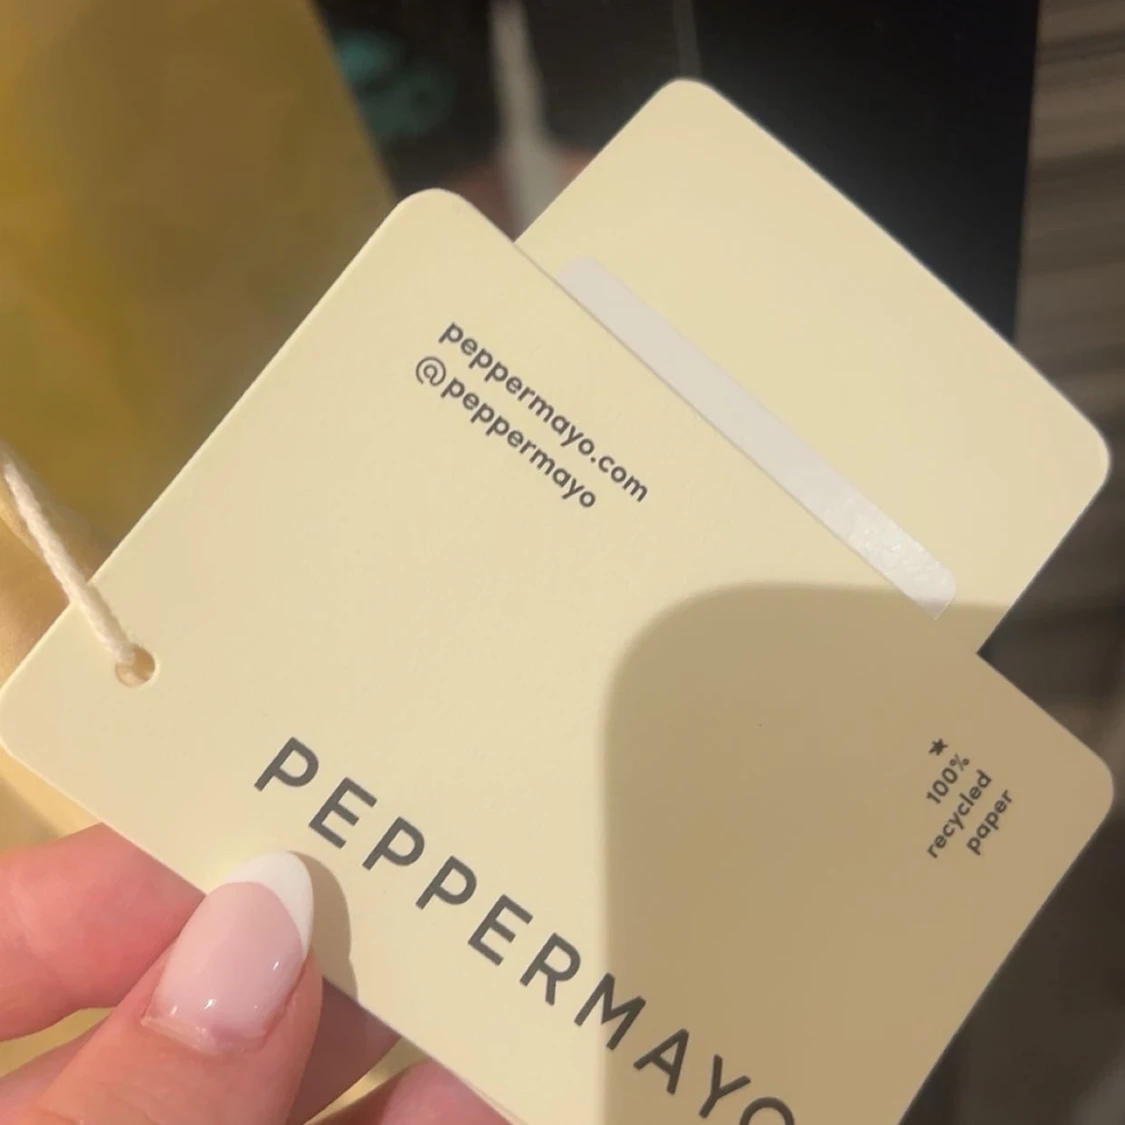 peppermayo.com
@peppermayo
PEPPERMAYO
★
100%
recycled
paper